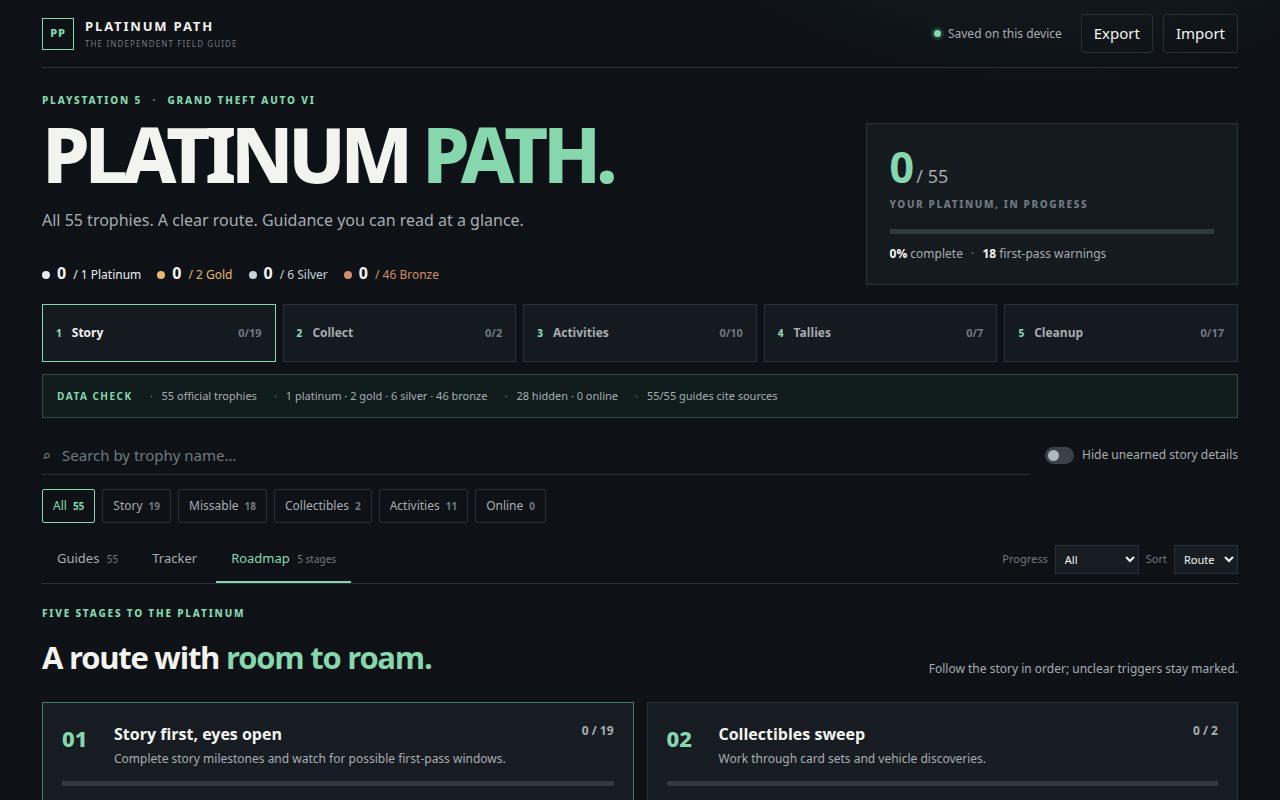 PP PLATINUM PATH
THE INDEPENDENT FIELD GUIDE
Saved on this device Export Import
PLAYSTATION 5 · GRAND THEFT AUTO VI
PLATINUM PATH.
All 55 trophies. A clear route. Guidance you can read at a glance.
0 / 1 Platinum 0 / 2 Gold 0 / 6 Silver 0 / 46 Bronze
0 / 55
YOUR PLATINUM, IN PROGRESS
0% complete · 18 first-pass warnings
1 Story 0/19 2 Collect 0/2 3 Activities 0/10 4 Tallies 0/7 5 Cleanup 0/17
DATA CHECK · 55 official trophies · 1 platinum · 2 gold · 6 silver · 46 bronze · 28 hidden · 0 online · 55/55 guides cite sources
Search by trophy name... Hide unearned story details
All 55 Story 19 Missable 18 Collectibles 2 Activities 11 Online 0
Guides 55 Tracker Roadmap 5 stages Progress All Sort Route
FIVE STAGES TO THE PLATINUM
A route with room to roam.
Follow the story in order; unclear triggers stay marked.
01 Story first, eyes open 0 / 19
Complete story milestones and watch for possible first-pass windows.
02 Collectibles sweep 0 / 2
Work through card sets and vehicle discoveries.